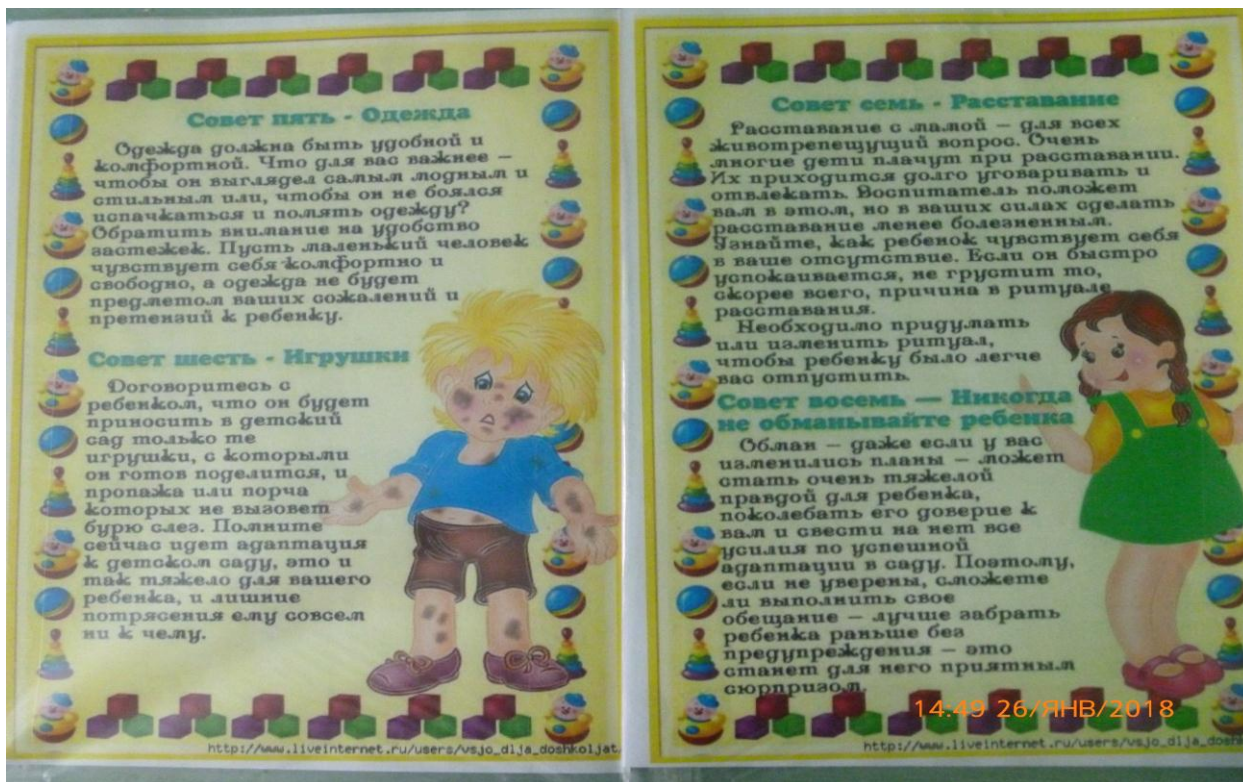 Совет пять - Одежда
Одежда должна быть удобной и
комфортной. Что для вас важнее –
чтобы он выглядел самым модным и
стильным или, чтобы он не боялся
испачкаться и помять одежду?
Обратить внимание на удобство
застежек. Пусть маленький человек
чувствует себя комфортно и
свободно, а одежда не будет
предметом ваших сожалений и
претензий к ребенку.
Совет шесть - Игрушки
Договоритесь с
ребенком, что он будет
приносить в детский
сад только те
игрушки, с которыми
он готов поделится, и
пропажа или порча
которых не вызовет
бурю слез. Помните
сейчас идет адаптация
к детском саду, это и
так тяжело для вашего
ребенка, и лишние
потрясения ему совсем
ни к чему.
http://www.liveinternet.ru/users/vsjo_dlja_doshkoljat
Совет семь - Расставание
Расставание с мамой – для всех
животрепещущий вопрос. Очень
многие дети плачут при расставании.
Их приходится долго уговаривать и
отвлекать. Воспитатель поможет
вам в этом, но в ваших силах сделать
расставание менее болезненным.
Узнайте, как ребенок чувствует себя
в ваше отсутствие. Если он быстро
успокаивается, не грустит то,
скорее всего, причина в ритуале
расставания.
Необходимо придумать
или изменить ритуал,
чтобы ребенку было легче
вас отпустить.
Совет восемь — Никогда
не обманывайте ребенка
Обман – даже если у вас
изменились планы – может
стать очень тяжелой
правдой для ребенка,
поколебать его доверие к
вам и свести на нет все
усилия по успешной
адаптации в саду. Поэтому,
если не уверены, сможете
ли выполнить свое
обещание – лучше забрать
ребенка раньше без
предупреждения – это
станет для него приятным
сюрпризом.
14:49 26/ЯНВ/2018
http://www.liveinternet.ru/users/vsjo_dlja_doshk